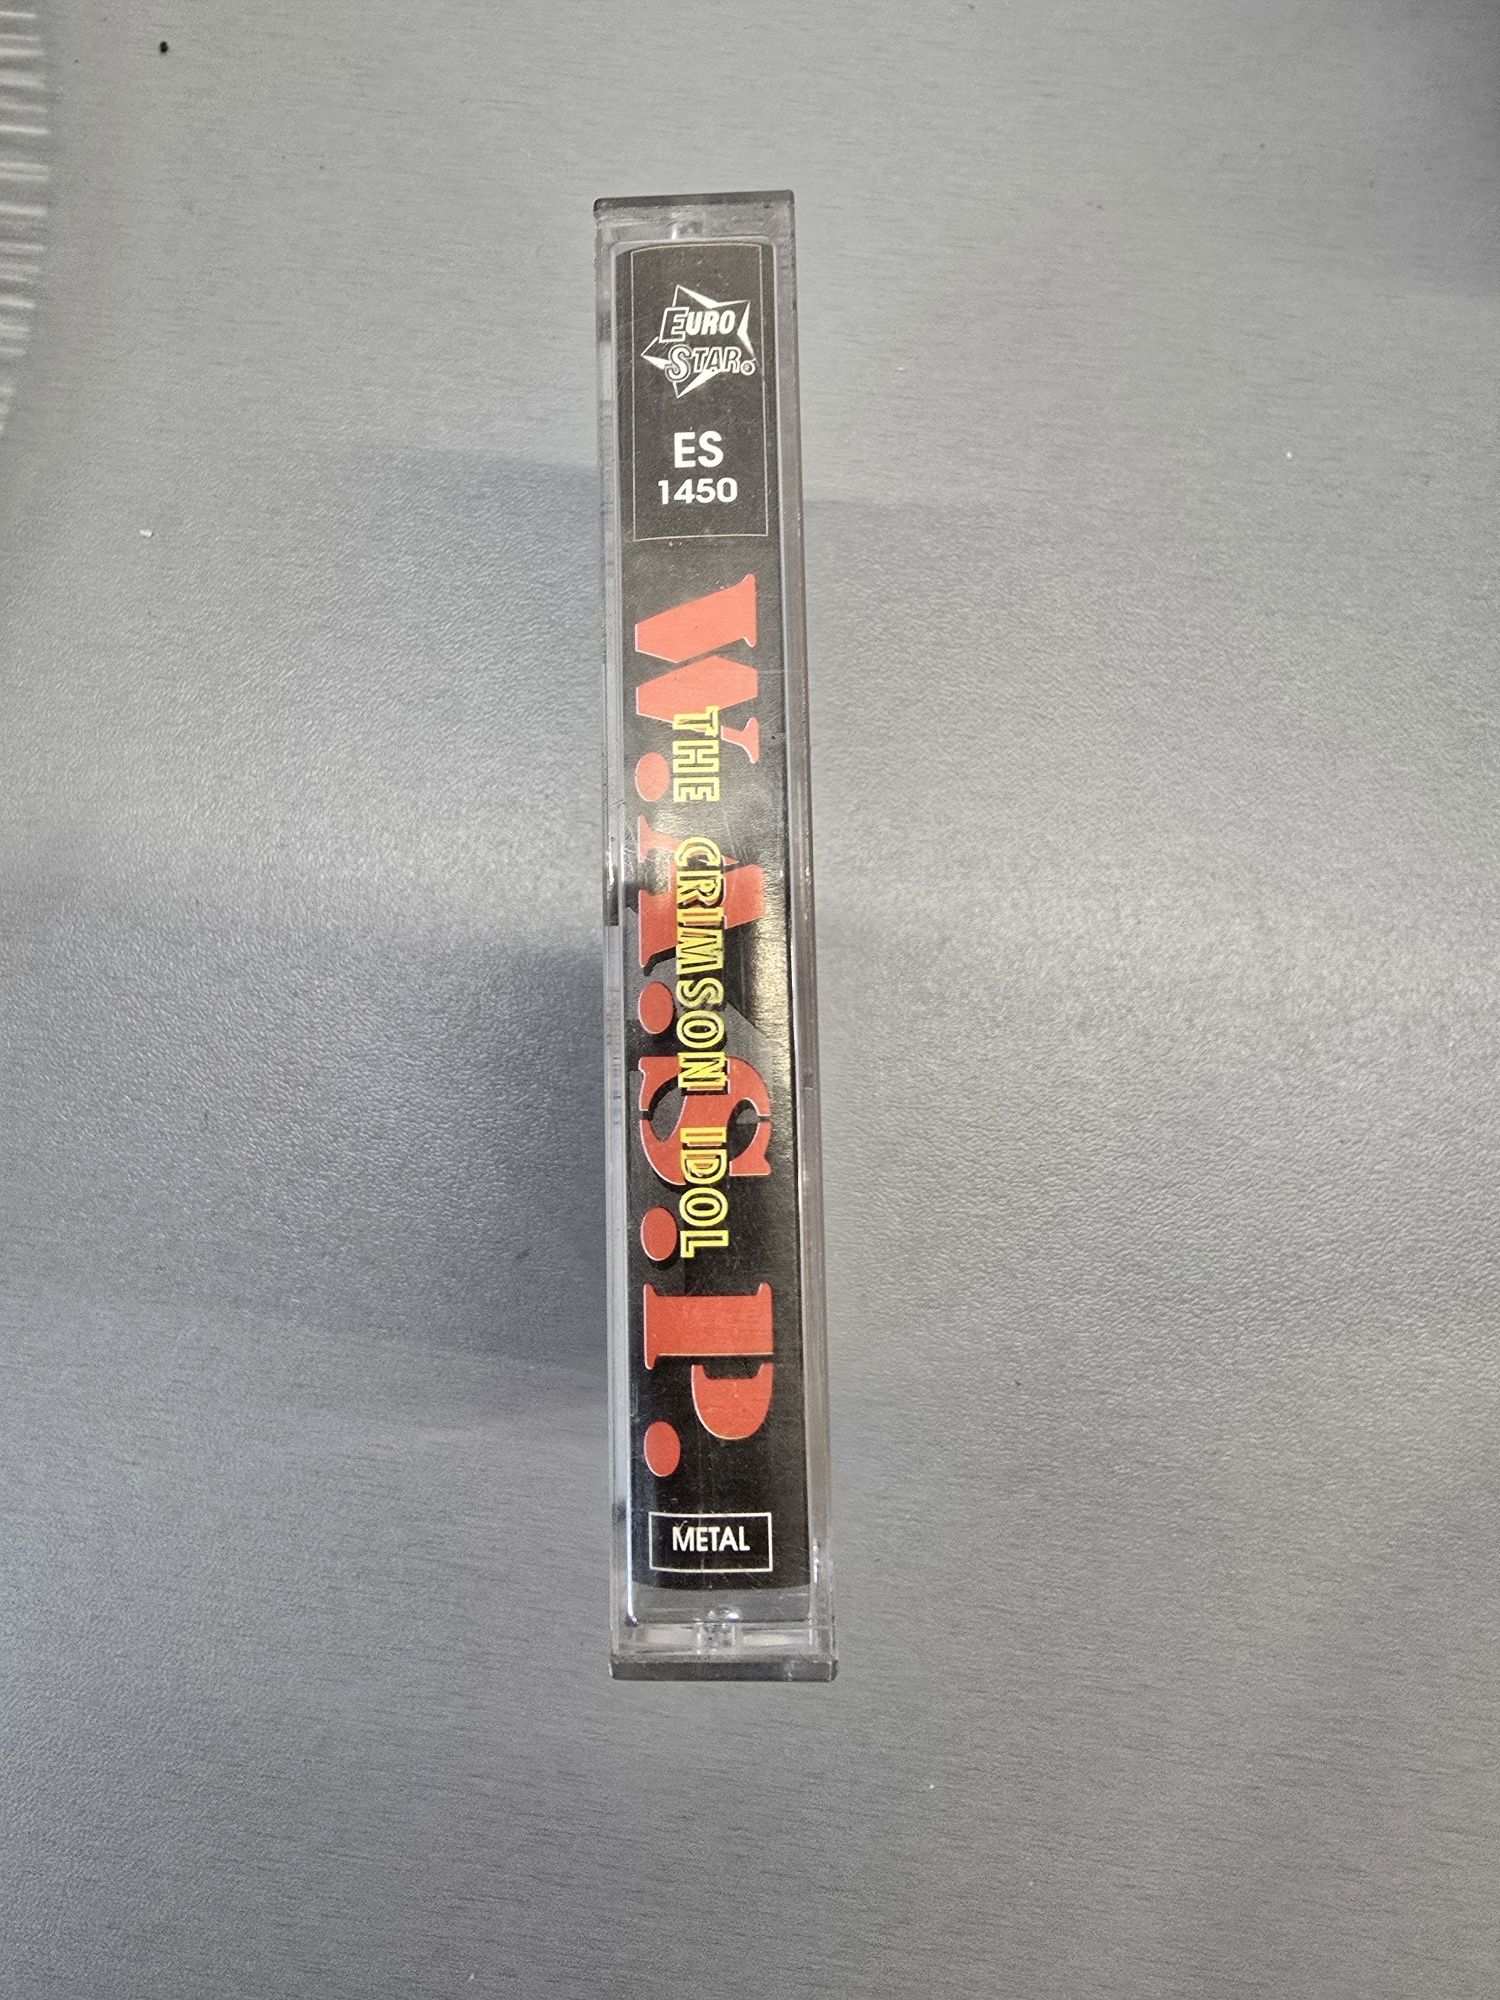 EURO
STAR®
ES
1450
W.A.S.P.
THE CRIMSON IDOL
METAL